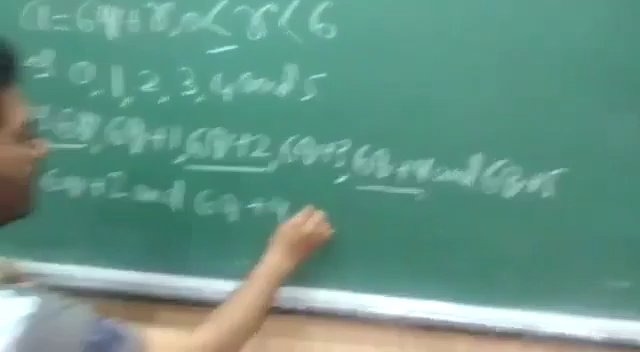 a = 6q + r, 0 < r < 6
0, 1, 2, 3, 4 and 5
6q, 6q+1, 6q+2, 6q+3, 6q+4 and 6q+5
6q+2 and 6q+4